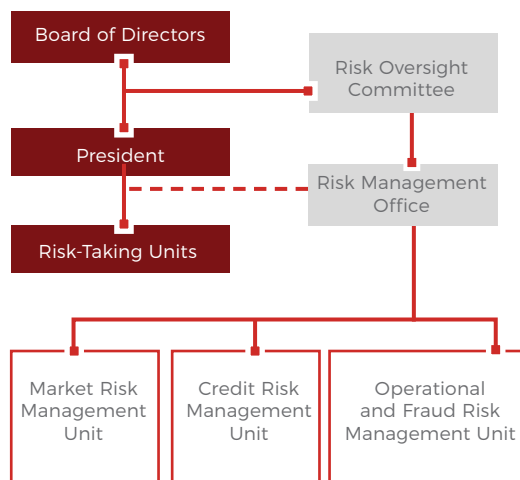 Board of Directors
Risk Oversight
Committee
President
Risk Management
Office
Risk-Taking Units
Market Risk
Management
Unit
Credit Risk
Management
Unit
Operational
and Fraud Risk
Management Unit